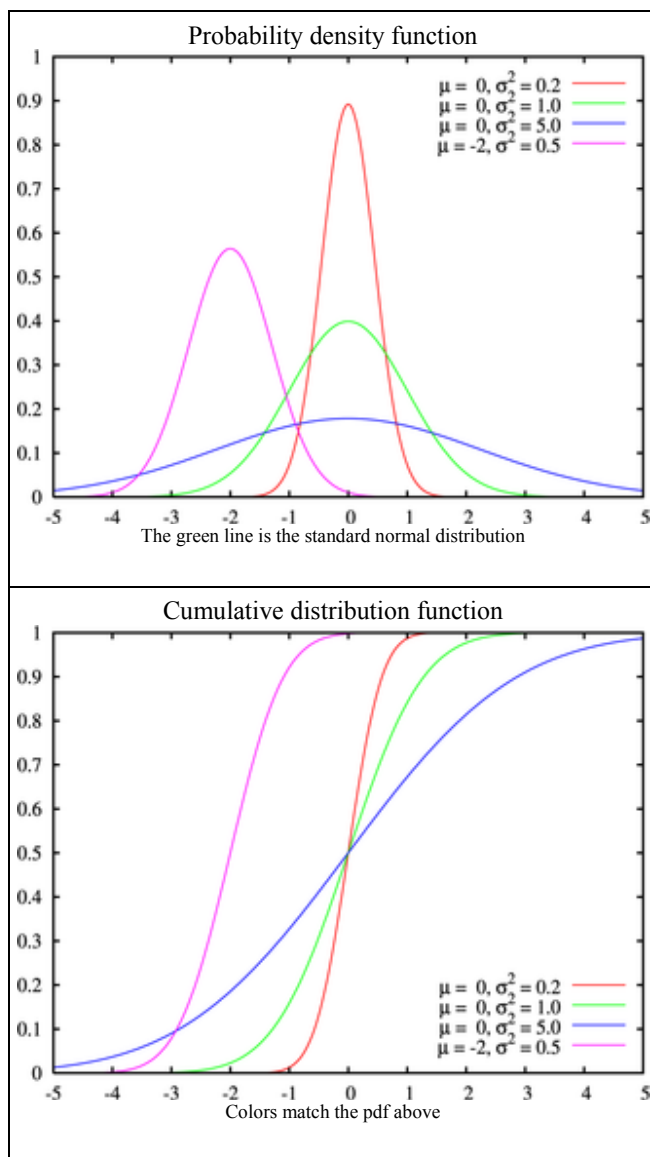 Probability density function
1
0.9
0.8
0.7
0.6
0.5
0.4
0.3
0.2
0.1
0
μ = 0, σ² = 0.2
μ = 0, σ² = 1.0
μ = 0, σ² = 5.0
μ = -2, σ² = 0.5
-5 -4 -3 -2 -1 0 1 2 3 4 5
The green line is the standard normal distribution
Cumulative distribution function
1
0.9
0.8
0.7
0.6
0.5
0.4
0.3
0.2
0.1
0
μ = 0, σ² = 0.2
μ = 0, σ² = 1.0
μ = 0, σ² = 5.0
μ = -2, σ² = 0.5
-5 -4 -3 -2 -1 0 1 2 3 4 5
Colors match the pdf above